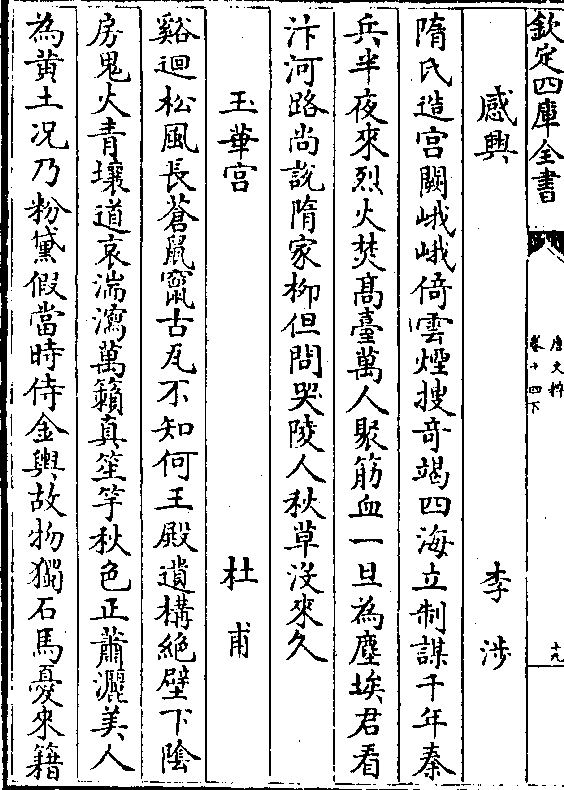 欽定四庫全書
唐文粹
卷十四下
十九
感興
李涉
隋氏造宫闕峨峨倚雲煙搜奇竭四海立制謀千年秦
兵半夜來烈火焚髙臺萬人聚筋血一旦為塵埃君看
汴河路尚説隋家栁但問哭陵人秋草没來久
玉華宫
杜甫
谿迴松風長蒼鼠竄古瓦不知何王殿遺構絶壁下陰
房鬼火青壊道哀湍瀉萬籟真笙竽秋色正蕭灑美人
為黄土况乃粉黛假當時侍金輿故物獨石馬憂來籍